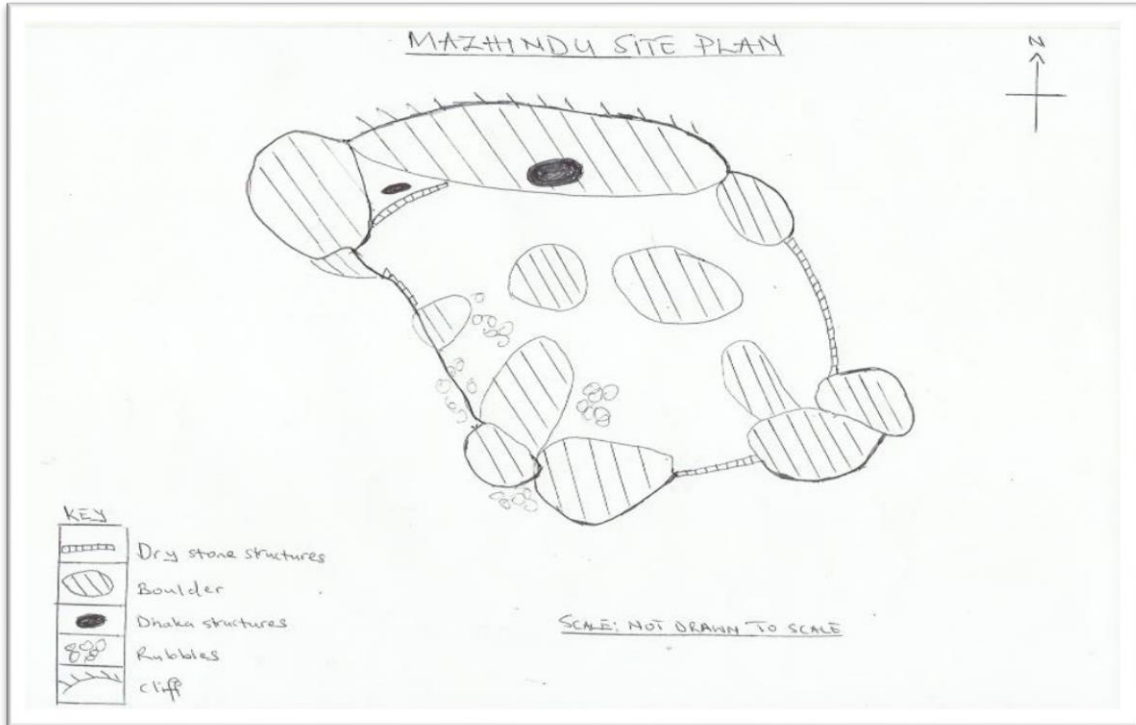 MAZHINDU SITE PLAN
N
KEY
Dry stone structures
Boulder
Dhaka structures
Rubbles
Cliff
SCALE: NOT DRAWN TO SCALE